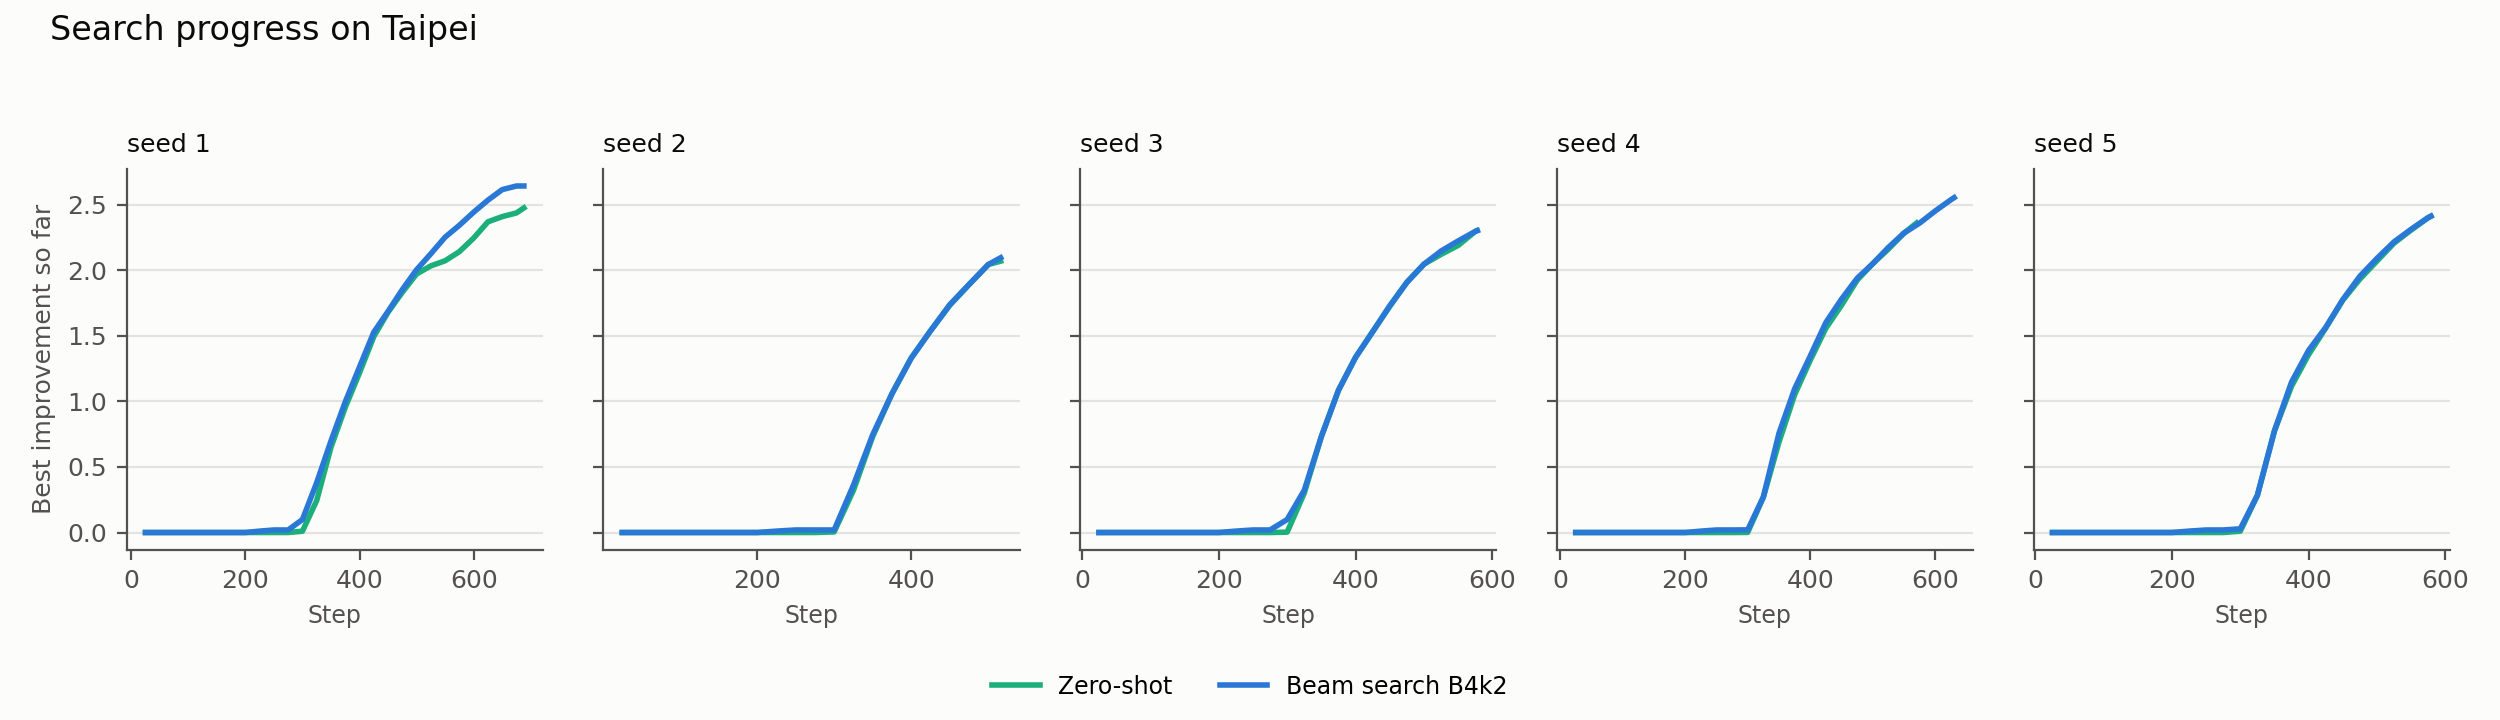 Search progress on Taipei
seed 1
seed 2
seed 3
seed 4
seed 5
Best improvement so far
2.5
2.0
1.5
1.0
0.5
0.0
0 200 400 600
200 400
0 200 400 600
0 200 400 600
0 200 400 600
Step
Step
Step
Step
Step
Zero-shot
Beam search B4k2